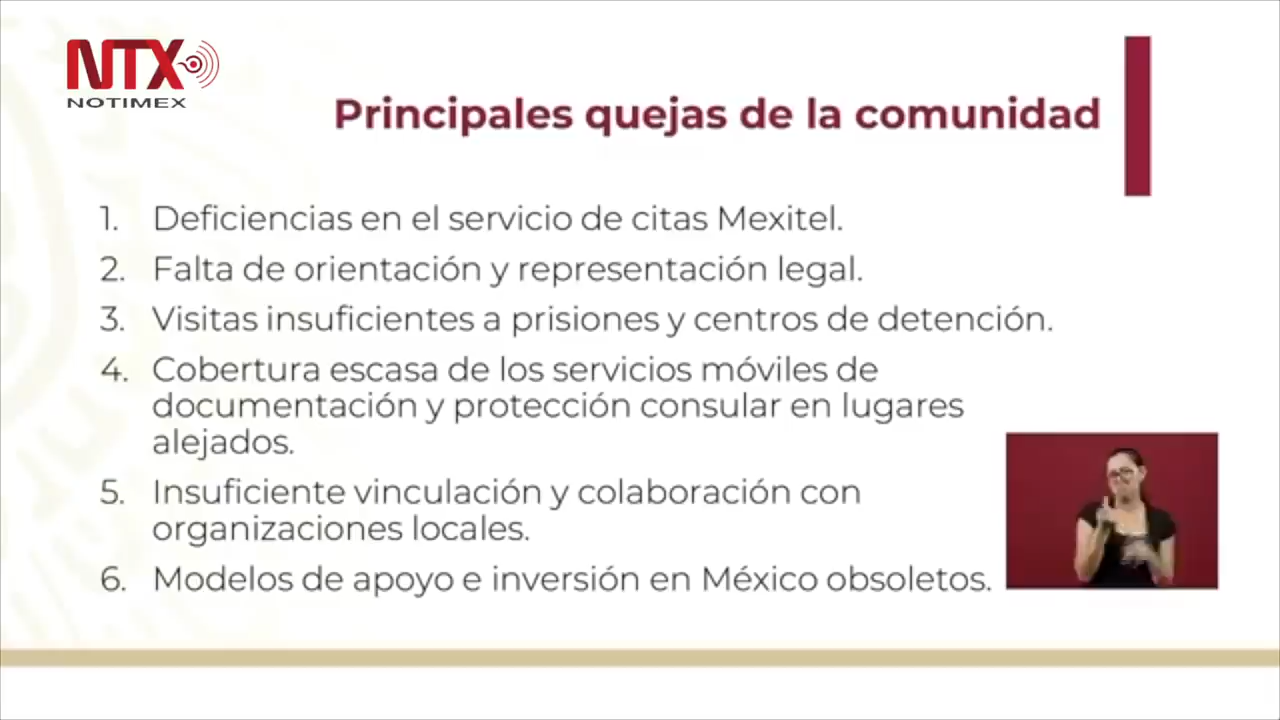 NTX
NOTIMEX
Principales quejas de la comunidad
1. Deficiencias en el servicio de citas Mexitel.
2. Falta de orientación y representación legal.
3. Visitas insuficientes a prisiones y centros de detención.
4. Cobertura escasa de los servicios móviles de
documentación y protección consular en lugares
alejados.
5. Insuficiente vinculación y colaboración con
organizaciones locales.
6. Modelos de apoyo e inversión en México obsoletos.